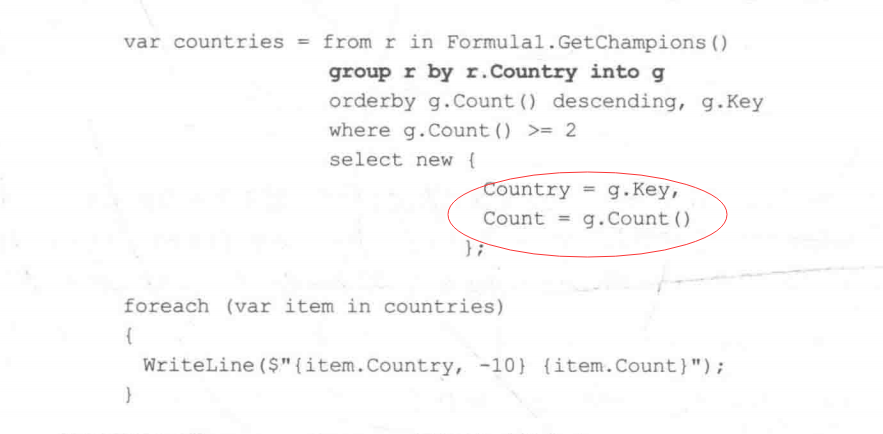 var countries = from r in Formula1.GetChampions()
group r by r.Country into g
orderby g.Count() descending, g.Key
where g.Count() >= 2
select new {
Country = g.Key,
Count = g.Count()
};
foreach (var item in countries)
{
WriteLine($"{item.Country, -10} {item.Count}");
}